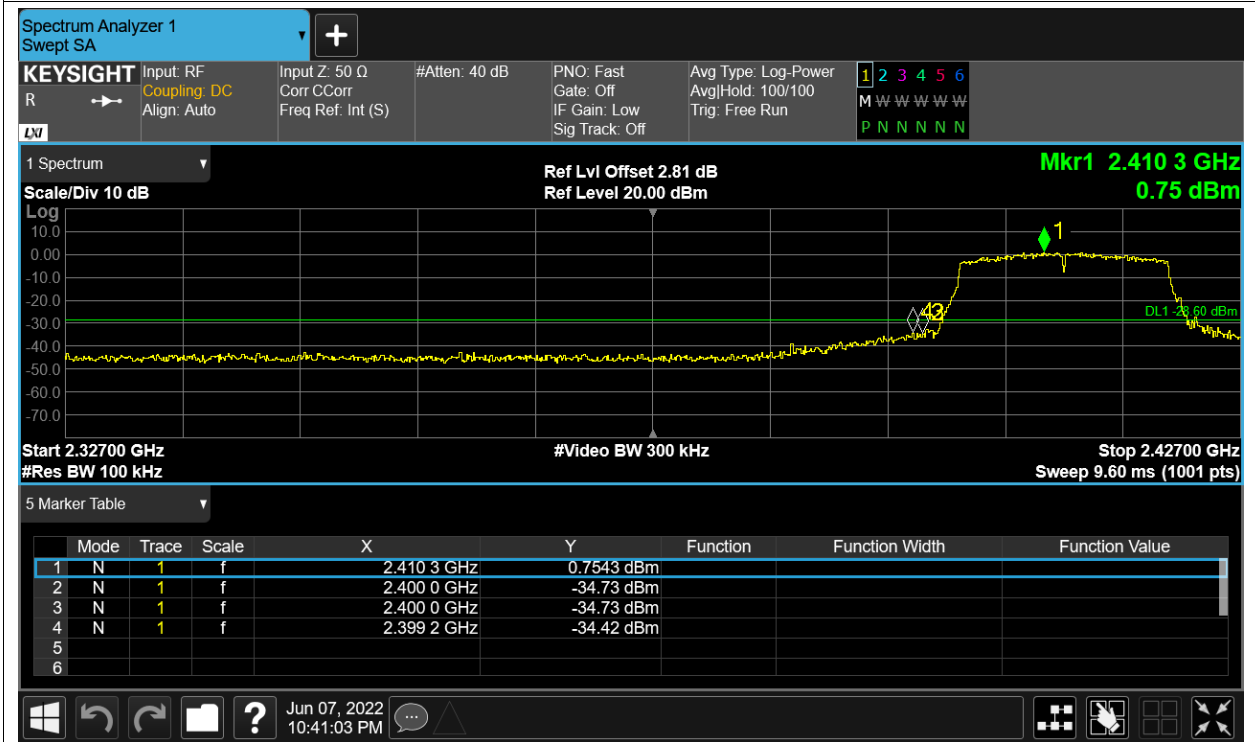 Spectrum Analyzer 1
Swept SA
+
KEYSIGHT
R
LXI
Input: RF
Coupling: DC
Align: Auto
Input Z: 50 Ω
Corr CCorr
Freq Ref: Int (S)
#Atten: 40 dB
PNO: Fast
Gate: Off
IF Gain: Low
Sig Track: Off
Avg Type: Log-Power
Avg|Hold: 100/100
Trig: Free Run
1 2 3 4 5 6
M W W W W W
P N N N N N
1 Spectrum
Scale/Div 10 dB
Ref Lvl Offset 2.81 dB
Ref Level 20.00 dBm
Mkr1 2.410 3 GHz
0.75 dBm
Log
10.0
0.00
-10.0
-20.0
-30.0
-40.0
-50.0
-60.0
-70.0
1
DL1 -28.60 dBm
Start 2.32700 GHz
#Res BW 100 kHz
#Video BW 300 kHz
Stop 2.42700 GHz
Sweep 9.60 ms (1001 pts)
5 Marker Table
Mode Trace Scale X Y Function Function Width Function Value
1 N 1 f 2.410 3 GHz 0.7543 dBm
2 N 1 f 2.400 0 GHz -34.73 dBm
3 N 1 f 2.400 0 GHz -34.73 dBm
4 N 1 f 2.399 2 GHz -34.42 dBm
5
6
?
Jun 07, 2022
10:41:03 PM